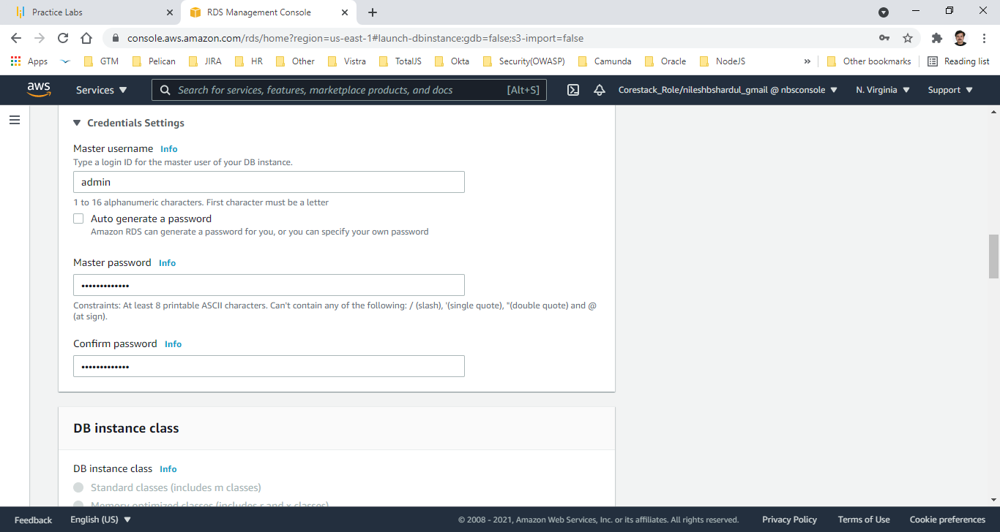 Practice Labs
RDS Management Console
console.aws.amazon.com/rds/home?region=us-east-1#launch-dbinstance:gdb=false;s3-import=false
Apps GTM Pelican JIRA HR Other Vistra TotalJS Okta Security(OWASP) Camunda Oracle NodeJS » Other bookmarks Reading list
aws Services Search for services, features, marketplace products, and docs [Alt+S] Corestack_Role/nileshbshardul_gmail @ nbsconsole N. Virginia Support
Credentials Settings
Master username Info
Type a login ID for the master user of your DB instance.
admin
1 to 16 alphanumeric characters. First character must be a letter
Auto generate a password
Amazon RDS can generate a password for you, or you can specify your own password
Master password Info
•••••••••••••
Constraints: At least 8 printable ASCII characters. Can't contain any of the following: / (slash), '(single quote), "(double quote) and @
(at sign).
Confirm password Info
•••••••••••••
DB instance class
DB instance class Info
Standard classes (includes m classes)
Memory optimized classes (includes r and x classes)
Feedback English (US) © 2008 - 2021, Amazon Web Services, Inc. or its affiliates. All rights reserved. Privacy Policy Terms of Use Cookie preferences